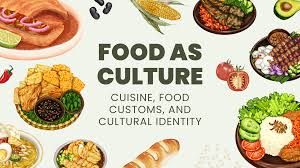 FOOD AS
CULTURE
CUISINE, FOOD
CUSTOMS, AND
CULTURAL IDENTITY